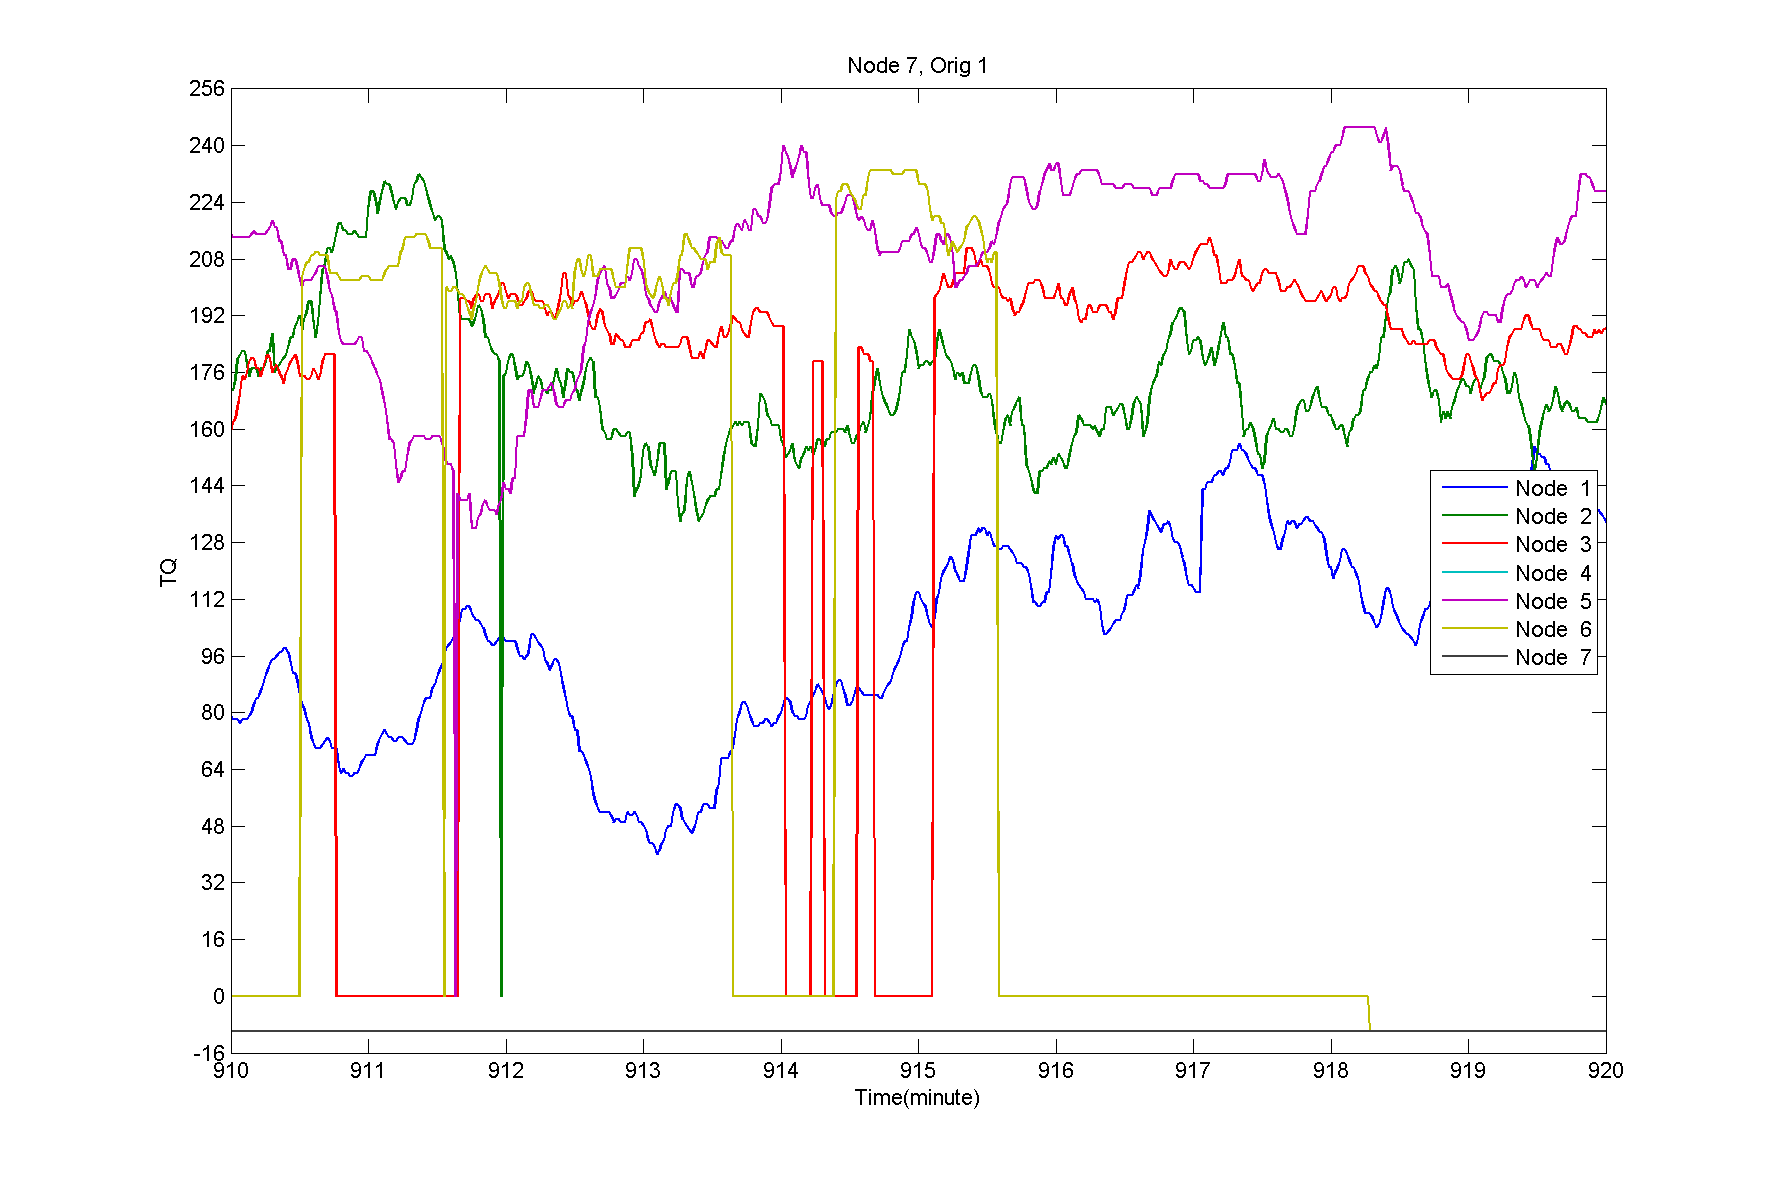 Node 7, Orig 1
256
240
224
208
192
176
160
144
128
112
96
80
64
48
32
16
0
-16
TQ
Node 1
Node 2
Node 3
Node 4
Node 5
Node 6
Node 7
910 911 912 913 914 915 916 917 918 919 920
Time(minute)